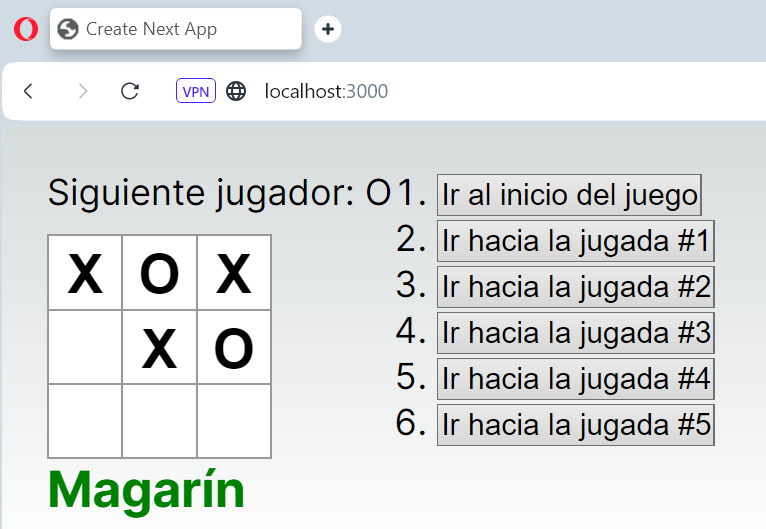 Create Next App
VPN localhost:3000
Siguiente jugador: O
X O X
X O
Magarín
1. Ir al inicio del juego
2. Ir hacia la jugada #1
3. Ir hacia la jugada #2
4. Ir hacia la jugada #3
5. Ir hacia la jugada #4
6. Ir hacia la jugada #5